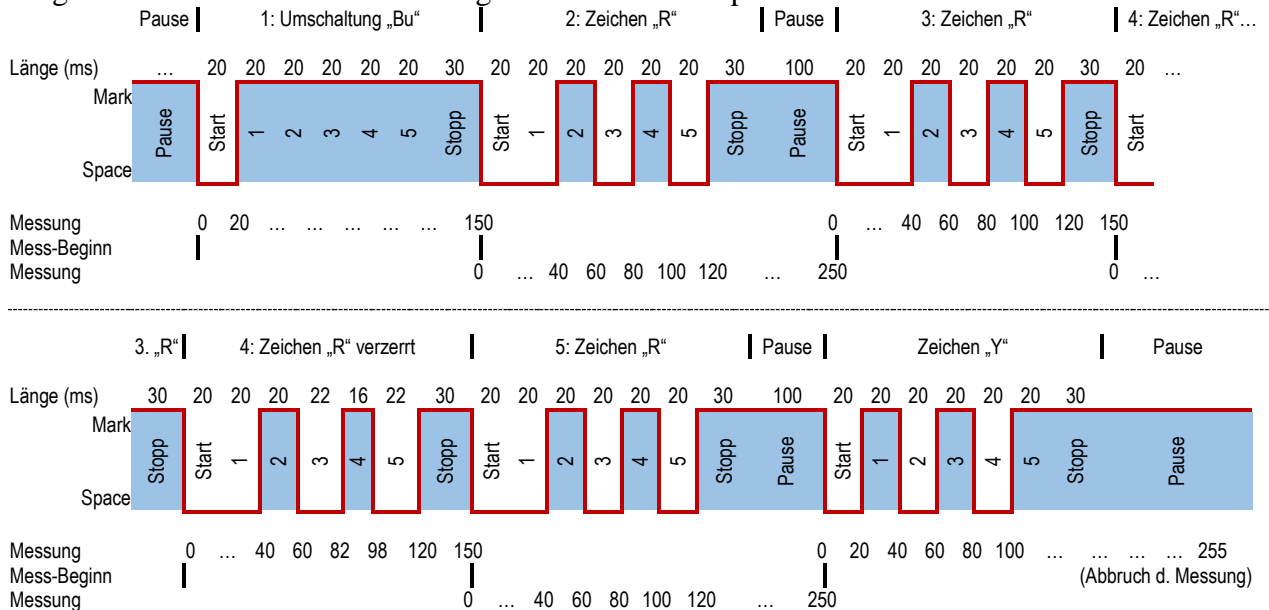 Pause 1: Umschaltung „Bu“ 2: Zeichen „R“ Pause 3: Zeichen „R“ 4: Zeichen „R“…
Länge (ms) … 20 20 20 20 20 20 30 20 20 20 20 20 20 30 100 20 20 20 20 20 20 30 20 …
Mark
Pause Start 1 2 3 4 5 Stopp Start 1 2 3 4 5 Stopp Pause Start 1 2 3 4 5 Stopp Start
Space
Messung 0 20 … … … … … 150 0 … 40 60 80 100 120 150
Mess-Beginn
Messung 0 … 40 60 80 100 120 … 250 0 …
3. „R“ 4: Zeichen „R“ verzerrt 5: Zeichen „R“ Pause Zeichen „Y“ Pause
Länge (ms) 30 20 20 20 22 16 22 30 20 20 20 20 20 20 30 100 20 20 20 20 20 20 30
Mark
Stopp Start 1 2 3 4 5 Stopp Start 1 2 3 4 5 Stopp Pause Start 1 2 3 4 5 Stopp Pause
Space
Messung 0 … 40 60 82 98 120 150 0 20 40 60 80 100 … … … … 255
Mess-Beginn (Abbruch d. Messung)
Messung 0 … 40 60 80 100 120 … 250